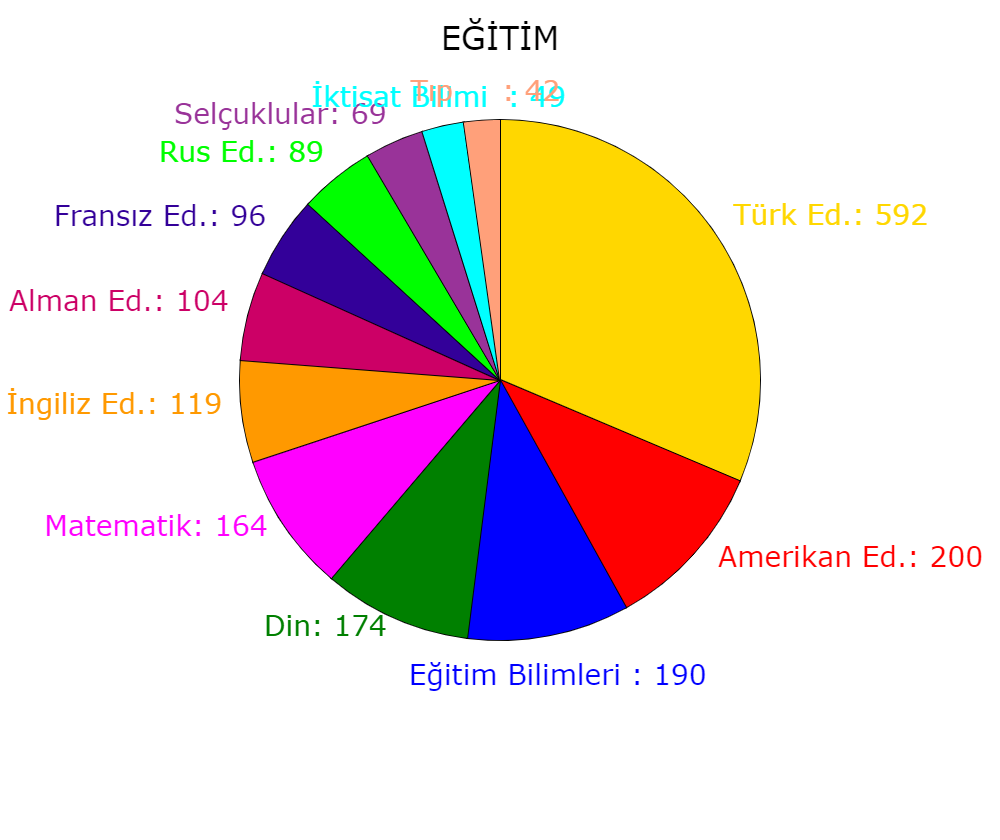 EĞİTİM
Tıp : 42
İktisat Bilimi : 49
Selçuklular: 69
Rus Ed.: 89
Fransız Ed.: 96
Türk Ed.: 592
Alman Ed.: 104
İngiliz Ed.: 119
Matematik: 164
Amerikan Ed.: 200
Din: 174
Eğitim Bilimleri : 190